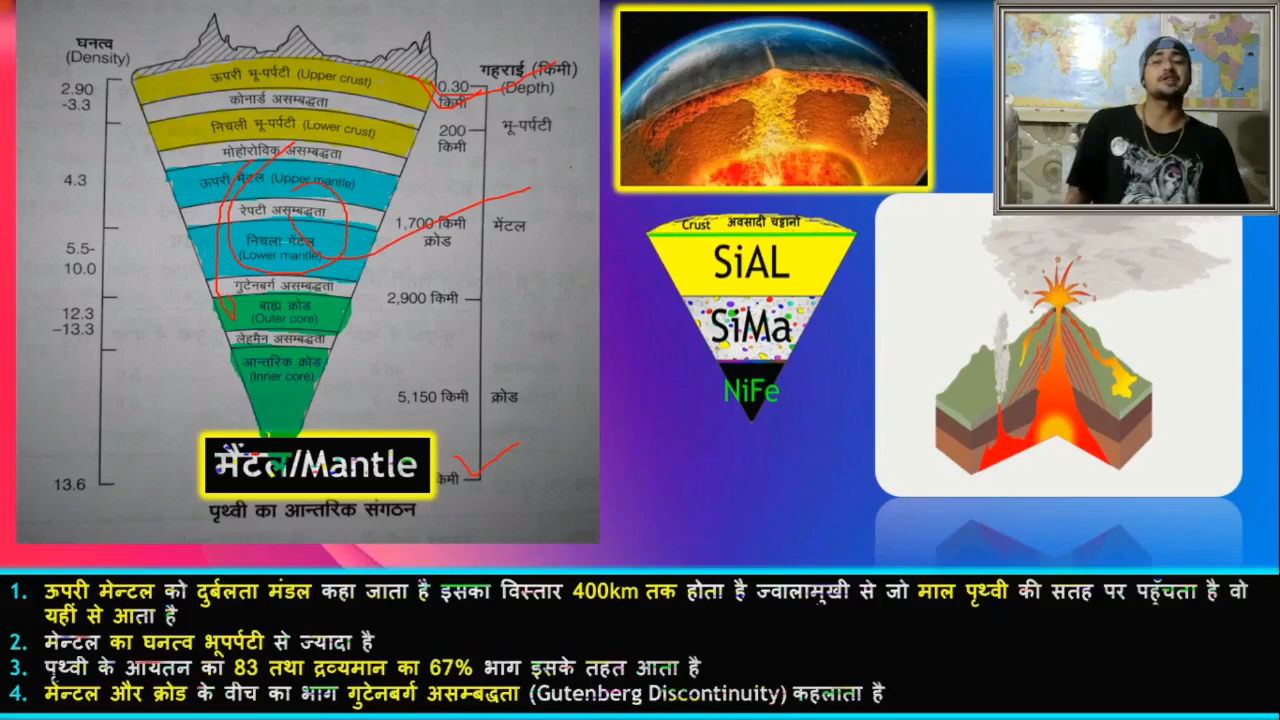 घनत्व
(Density)
गहराई (किमी)
(Depth)
ऊपरी भू-पर्पटी (Upper crust)
2.90
-3.3
0.30
किमी
कोनार्ड असम्बद्धता
निचली भू-पर्पटी (Lower crust)
200
किमी
भू-पर्पटी
मोहोरोविक असम्बद्धता
4.3
ऊपरी मेंटल (Upper mantle)
रेपटी असम्बद्धता
1,700 किमी
क्रोड
मेंटल
5.5-
10.0
निचला मेंटल
(Lower mantle)
गुटेनबर्ग असम्बद्धता
2,900 किमी
12.3
–13.3
बाह्य क्रोड
(Outer core)
लेहमैन असम्बद्धता
आन्तरिक क्रोड
(Inner core)
5,150 किमी
क्रोड
मैंटल/Mantle
किमी
13.6
पृथ्वी का आन्तरिक संगठन
Crust अवसादी चट्टानों
SiAL
SiMa
NiFe
1. ऊपरी मेन्टल को दुर्बलता मंडल कहा जाता है इसका विस्तार 400km तक होता है ज्वालामुखी से जो माल पृथ्वी की सतह पर पहुँचता है वो
यहीं से आता है
2. मेन्टल का घनत्व भूपर्पटी से ज्यादा है
3. पृथ्वी के आयतन का 83 तथा द्रव्यमान का 67% भाग इसके तहत आता है
4. मेन्टल और क्रोड के वीच का भाग गुटेनबर्ग असम्बद्धता (Gutenberg Discontinuity) कहलाता है